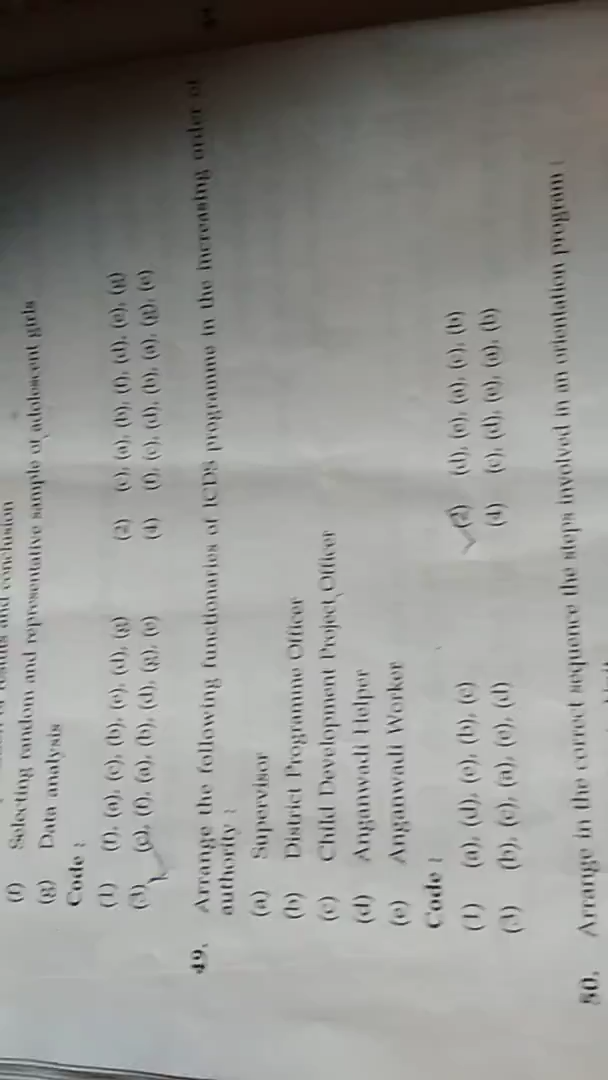 (f) Selecting random and representative sample of adolescent girls
(g) Data analysis
Code :
(1) (f), (a), (c), (b), (e), (d), (g) (2) (c), (a), (b), (f), (d), (e), (g)
(3) (c), (f), (a), (b), (d), (g), (e) (4) (f), (c), (d), (b), (a), (g), (e)
49. Arrange the following functionaries of ICDS programme in the increasing order of
authority :
(a) Supervisor
(b) District Programme Officer
(c) Child Development Project Officer
(d) Anganwadi Helper
(e) Anganwadi Worker
Code :
(1) (a), (d), (e), (b), (c) (2) (d), (e), (a), (c), (b)
(3) (b), (c), (a), (e), (d) (4) (c), (d), (e), (a), (b)
50. Arrange in the correct sequence the steps involved in an orientation program :